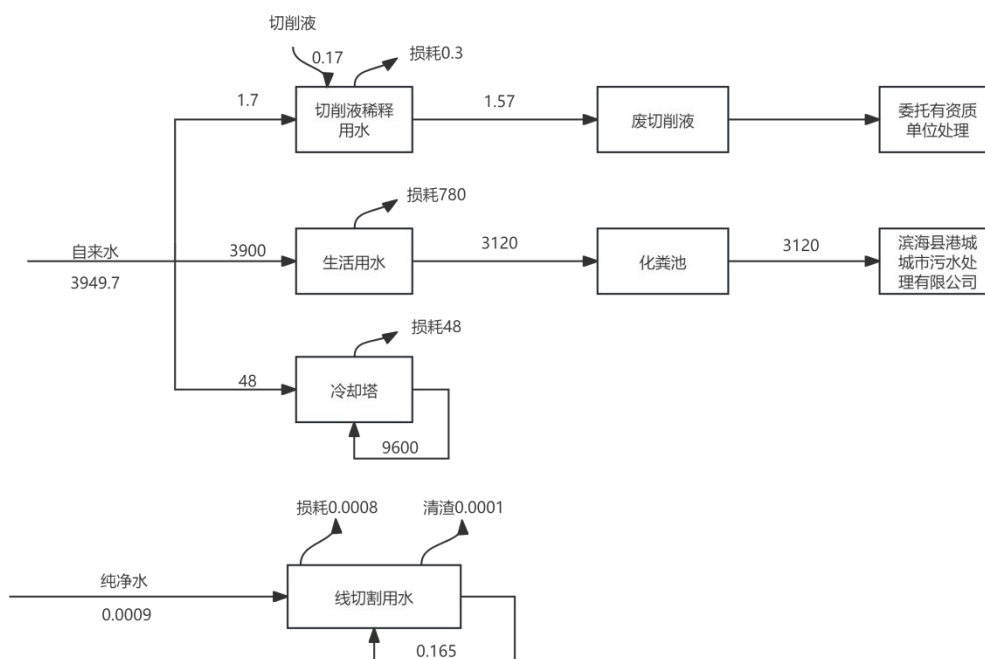 切削液
0.17
损耗0.3
1.7
切削液稀释
用水
1.57
废切削液
委托有资质
单位处理
损耗780
自来水
3949.7
3900
生活用水
3120
化粪池
3120
滨海县港城
城市污水处
理有限公司
损耗48
48
冷却塔
9600
损耗0.0008
清渣0.0001
纯净水
0.0009
线切割用水
0.165